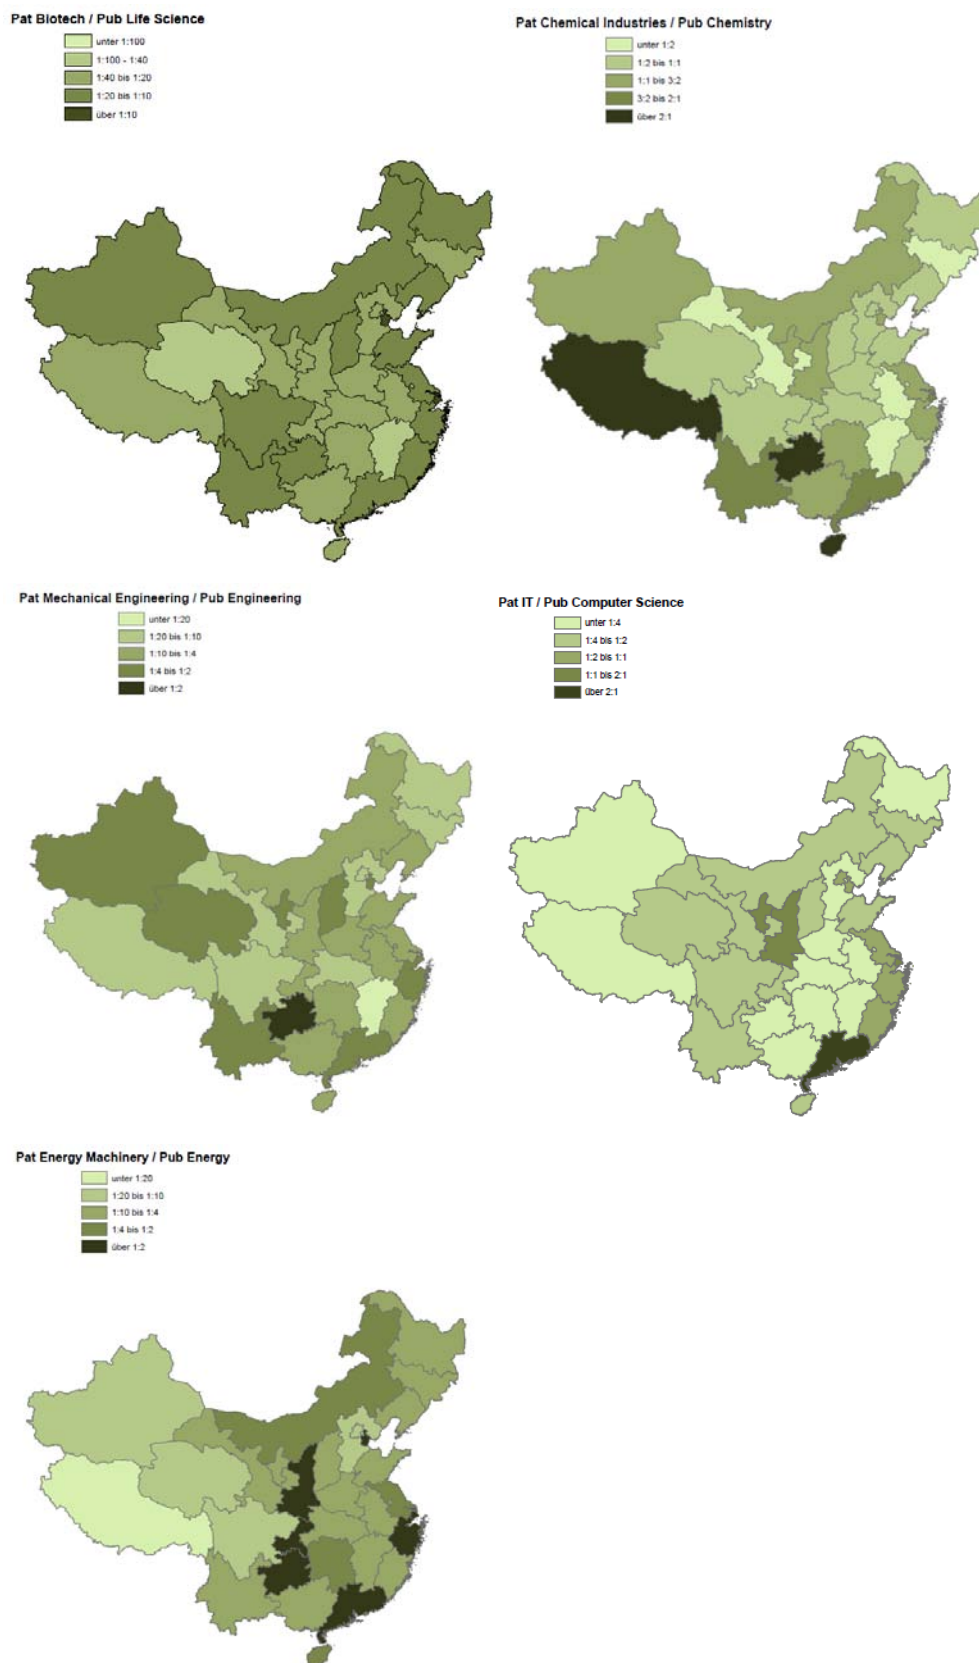 Pat Biotech / Pub Life Science
unter 1:100
1:100 - 1:40
1:40 bis 1:20
1:20 bis 1:10
über 1:10
Pat Chemical Industries / Pub Chemistry
unter 1:2
1:2 bis 1:1
1:1 bis 3:2
3:2 bis 2:1
über 2:1
Pat Mechanical Engineering / Pub Engineering
unter 1:20
1:20 bis 1:10
1:10 bis 1:4
1:4 bis 1:2
über 1:2
Pat IT / Pub Computer Science
unter 1:4
1:4 bis 1:2
1:2 bis 1:1
1:1 bis 2:1
über 2:1
Pat Energy Machinery / Pub Energy
unter 1:20
1:20 bis 1:10
1:10 bis 1:4
1:4 bis 1:2
über 1:2